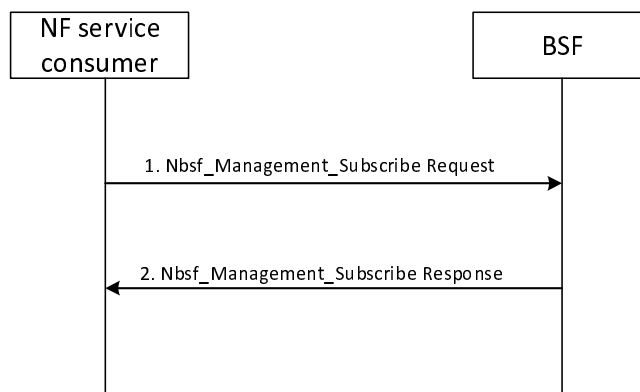 NF service
consumer
BSF
1. Nbsf_Management_Subscribe Request
2. Nbsf_Management_Subscribe Response